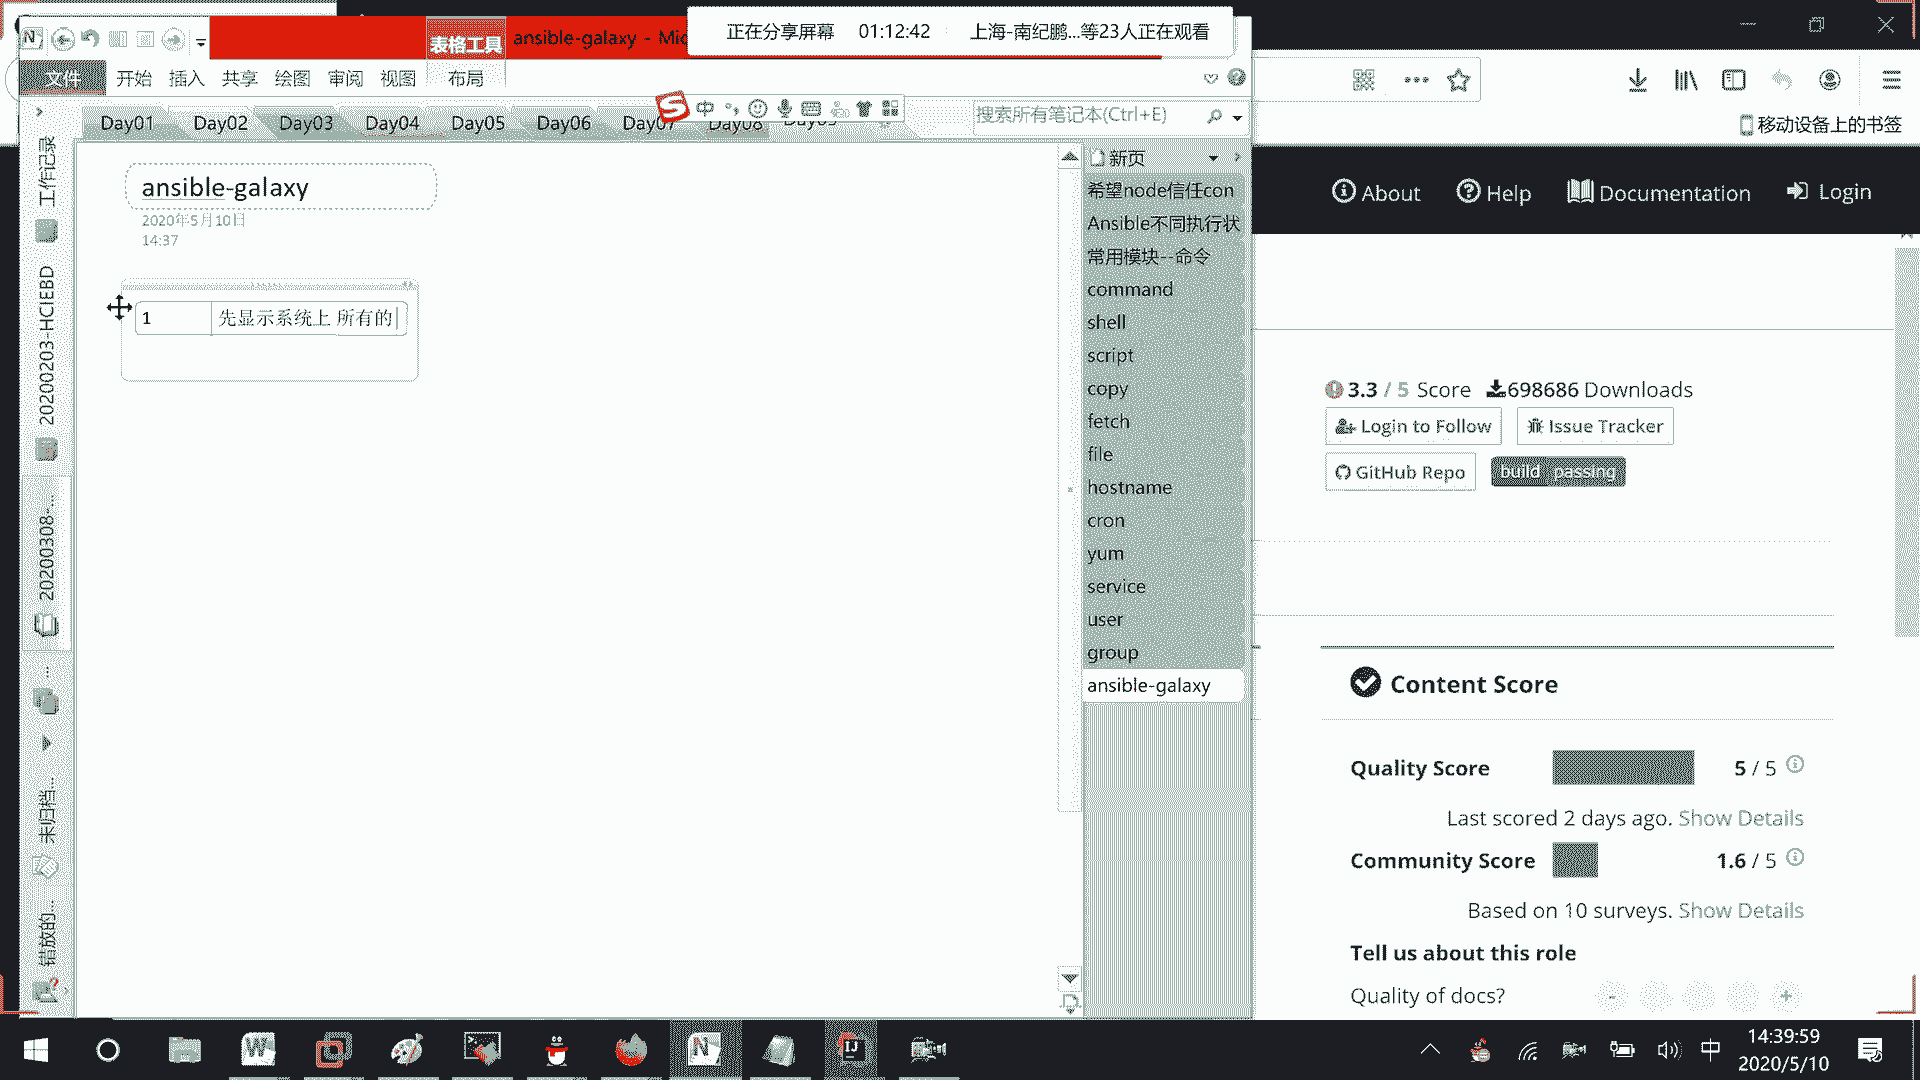 正在分享屏幕 01:12:42 上海-南纪鹏...等23人正在观看
表格工具 ansible-galaxy - Mic
文件 开始 插入 共享 绘图 审阅 视图 布局
中
Day01 Day02 Day03 Day04 Day05 Day06 Day07 Day08
搜索所有笔记本(Ctrl+E)
移动设备上的书签
工作记录
20200203-HCIEBD
20200308-...
未归档...
错放的...
ansible-galaxy
2020年5月10日
14:37
1 先显示系统上 所有的
新页
希望node信任con
Ansible不同执行状
常用模块--命令
command
shell
script
copy
fetch
file
hostname
cron
yum
service
user
group
ansible-galaxy
About Help Documentation Login
3.3 / 5 Score 698686 Downloads
Login to Follow Issue Tracker
GitHub Repo build passing
Content Score
Quality Score 5 / 5
Last scored 2 days ago. Show Details
Community Score 1.6 / 5
Based on 10 surveys. Show Details
Tell us about this role
Quality of docs? - +
中 14:39:59
2020/5/10